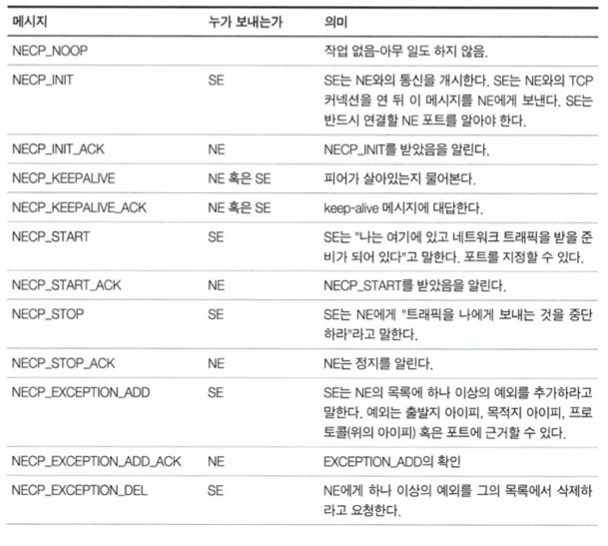 메시지 누가 보내는가 의미
NECP_NOOP 작업 없음-아무 일도 하지 않음.
NECP_INIT SE SE는 NE와의 통신을 개시한다. SE는 NE와의 TCP
커넥션을 연 뒤 이 메시지를 NE에게 보낸다. SE는
반드시 연결할 NE 포트를 알아야 한다.
NECP_INIT_ACK NE NECP_INIT를 받았음을 알린다.
NECP_KEEPALIVE NE 혹은 SE 피어가 살아있는지 물어본다.
NECP_KEEPALIVE_ACK NE 혹은 SE keep-alive 메시지에 대답한다.
NECP_START SE SE는 "나는 여기에 있고 네트워크 트래픽을 받을 준
비가 되어 있다"고 말한다. 포트를 지정할 수 있다.
NECP_START_ACK NE NECP_START를 받았음을 알린다.
NECP_STOP SE SE는 NE에게 "트래픽을 나에게 보내는 것을 중단
하라"라고 말한다.
NECP_STOP_ACK NE NE는 정지를 알린다.
NECP_EXCEPTION_ADD SE SE는 NE의 목록에 하나 이상의 예외를 추가하라고
말한다. 예외는 출발지 아이피, 목적지 아이피, 프로
토콜(위의 아이피) 혹은 포트에 근거할 수 있다.
NECP_EXCEPTION_ADD_ACK NE EXCEPTION_ADD의 확인
NECP_EXCEPTION_DEL SE NE에게 하나 이상의 예외를 그의 목록에서 삭제하
라고 요청한다.